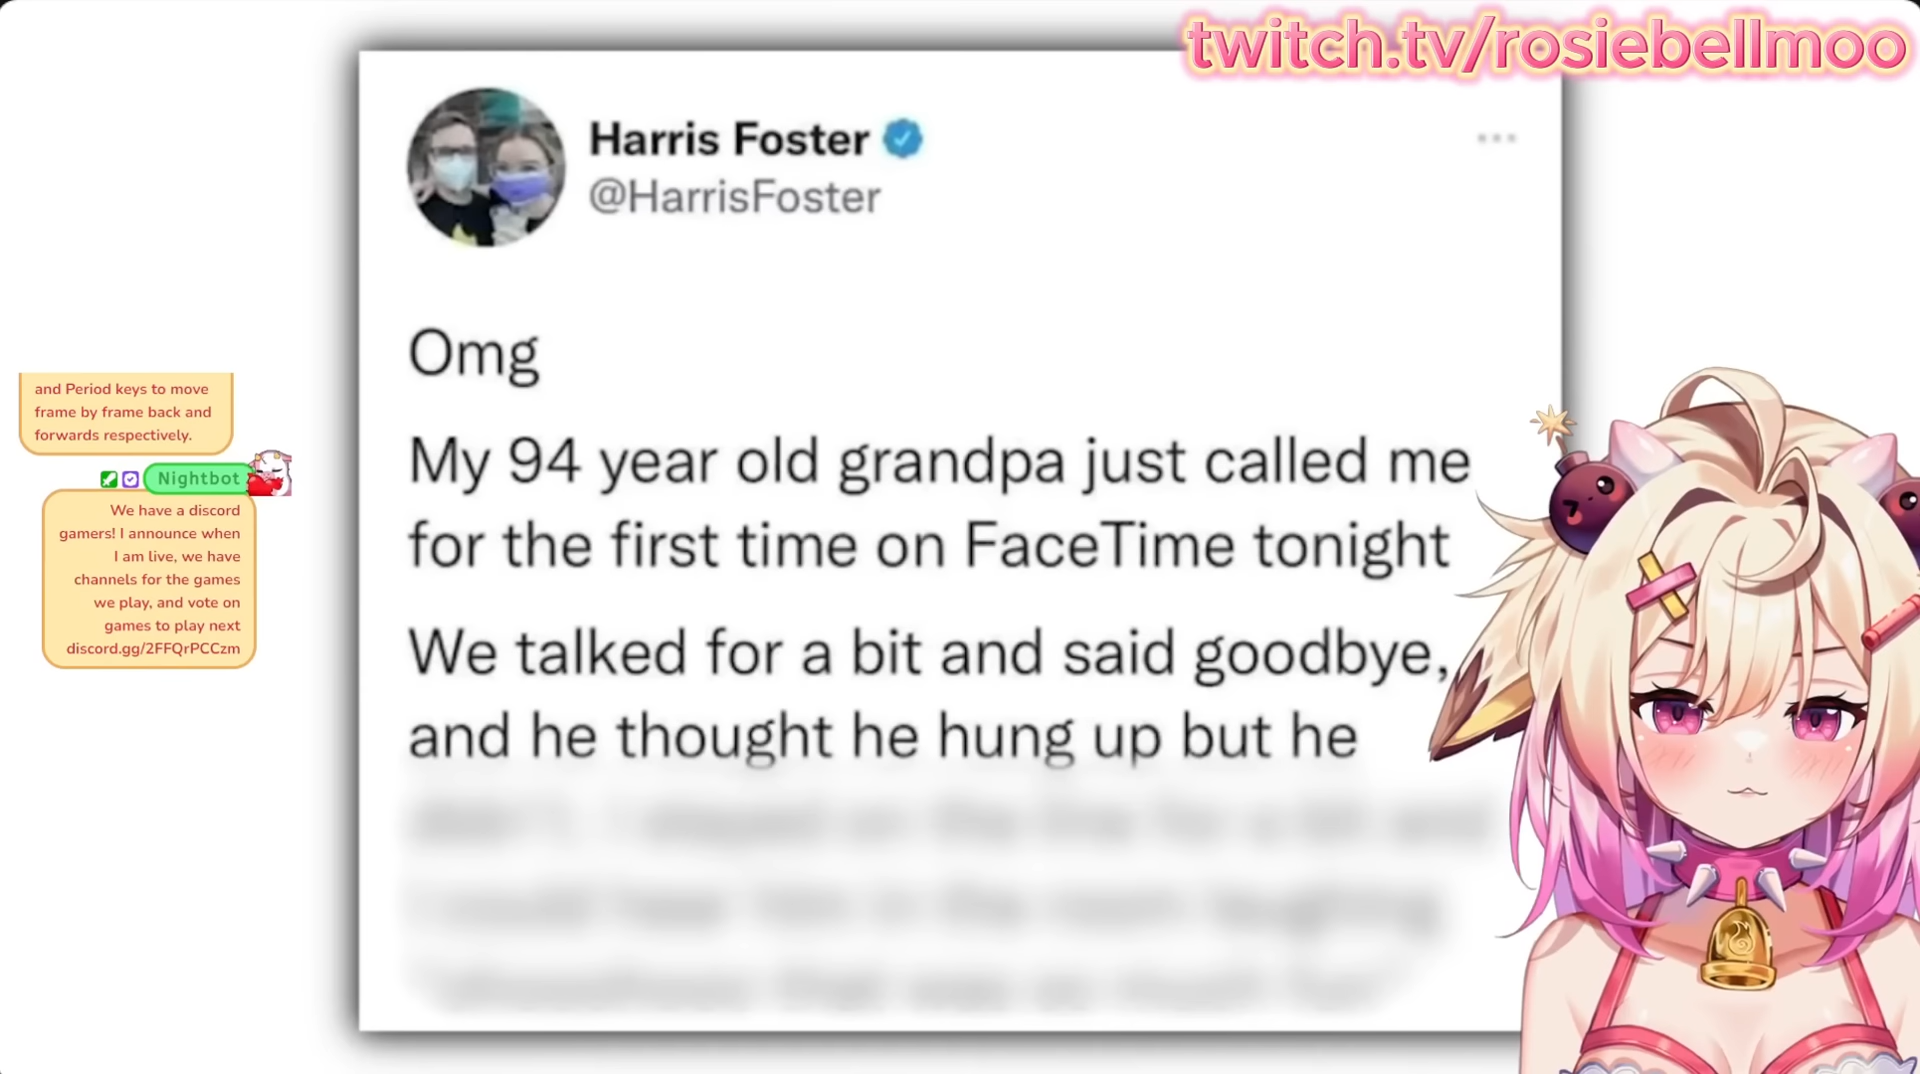 twitch.tv/rosiebellmoo
Harris Foster
@HarrisFoster
Omg
My 94 year old grandpa just called me
for the first time on FaceTime tonight
We talked for a bit and said goodbye,
and he thought he hung up but he
and Period keys to move
frame by frame back and
forwards respectively.
Nightbot
We have a discord
gamers! I announce when
I am live, we have
channels for the games
we play, and vote on
games to play next
discord.gg/2FFQrPCCzm